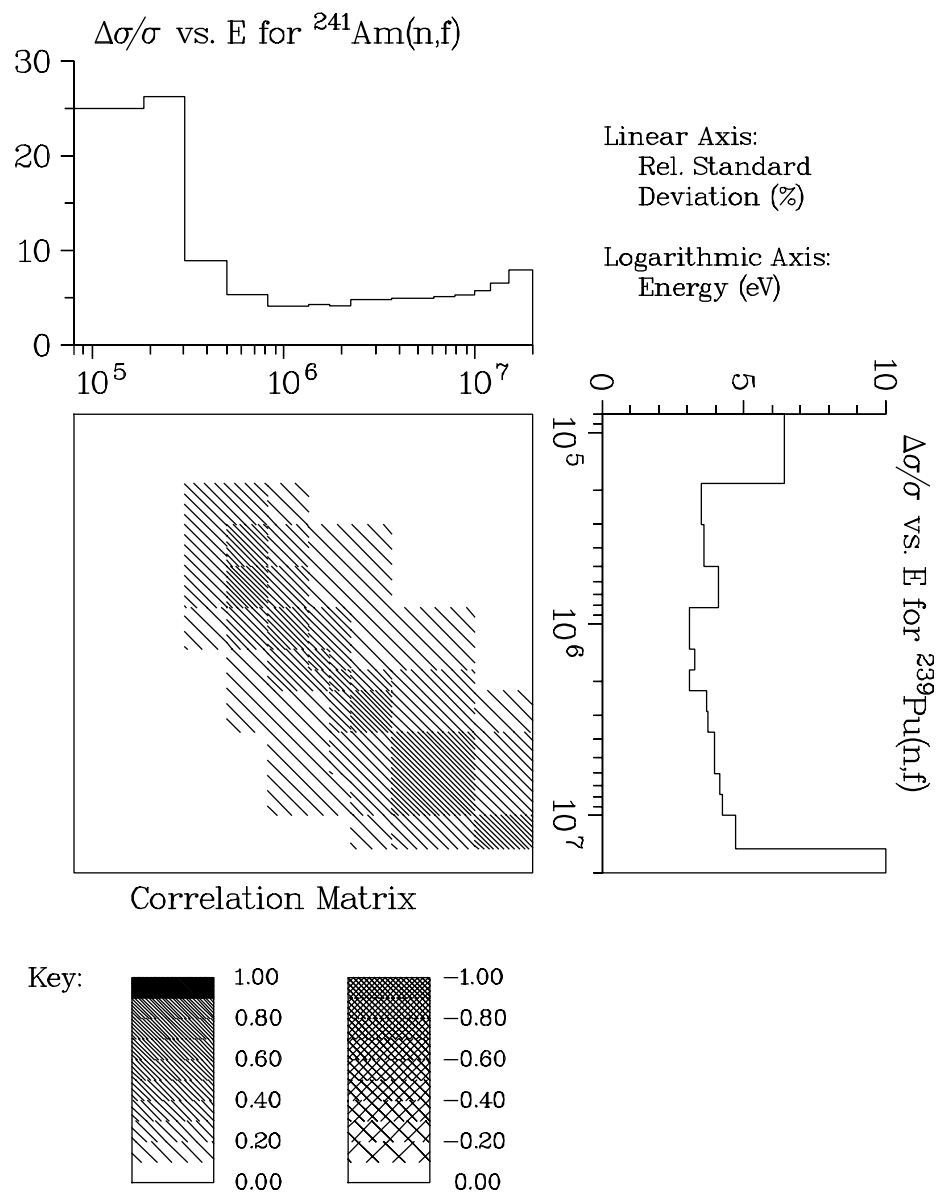 Δσ/σ vs. E for ²⁴¹Am(n,f)
30
20
10
0
10⁵
10⁶
10⁷
Linear Axis:
Rel. Standard
Deviation (%)
Logarithmic Axis:
Energy (eV)
0
5
10
10⁵
10⁶
10⁷
Δσ/σ vs. E for ²³⁹Pu(n,f)
Correlation Matrix
Key:
1.00
0.80
0.60
0.40
0.20
0.00
−1.00
−0.80
−0.60
−0.40
−0.20
0.00